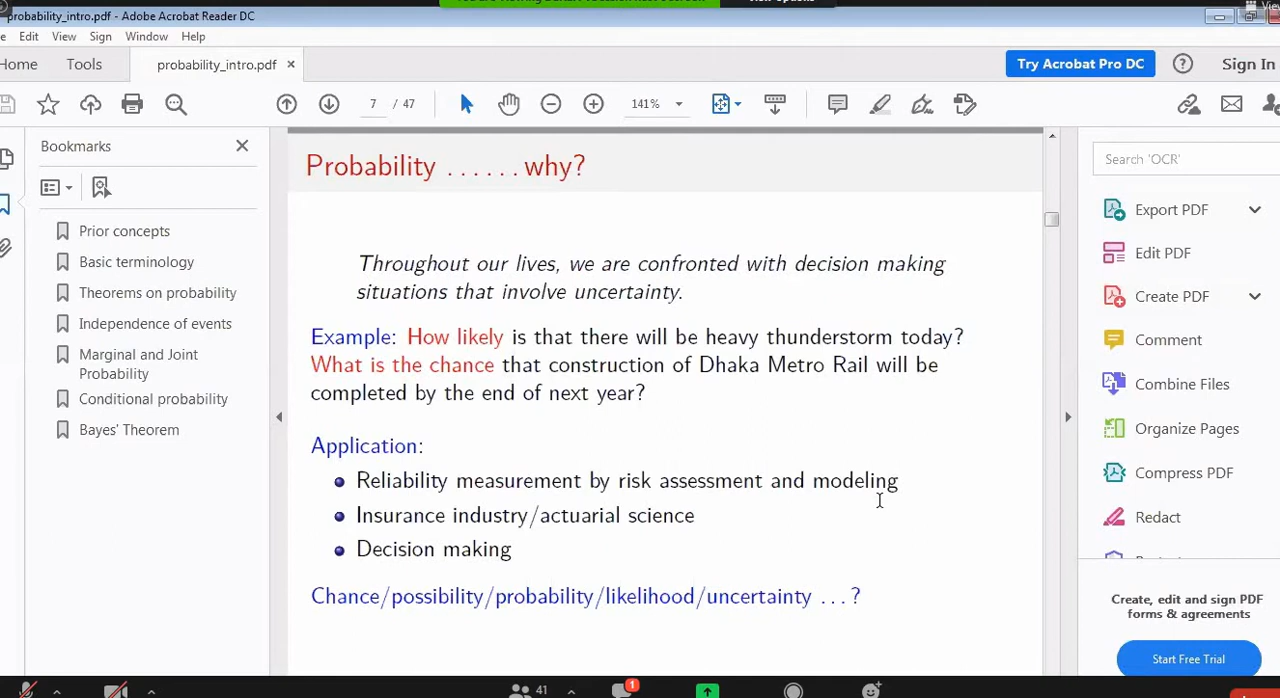 probability_intro.pdf - Adobe Acrobat Reader DC
Edit View Sign Window Help
Home Tools probability_intro.pdf × Try Acrobat Pro DC ? Sign In
7 / 47 141%
Bookmarks
Prior concepts
Basic terminology
Theorems on probability
Independence of events
Marginal and Joint
Probability
Conditional probability
Bayes' Theorem
Probability . . . . . . why?
Throughout our lives, we are confronted with decision making
situations that involve uncertainty.
Example: How likely is that there will be heavy thunderstorm today?
What is the chance that construction of Dhaka Metro Rail will be
completed by the end of next year?
Application:
Reliability measurement by risk assessment and modeling
Insurance industry/actuarial science
Decision making
Chance/possibility/probability/likelihood/uncertainty . . . ?
Search 'OCR'
Export PDF
Edit PDF
Create PDF
Comment
Combine Files
Organize Pages
Compress PDF
Redact
Create, edit and sign PDF
forms & agreements
Start Free Trial
41 1